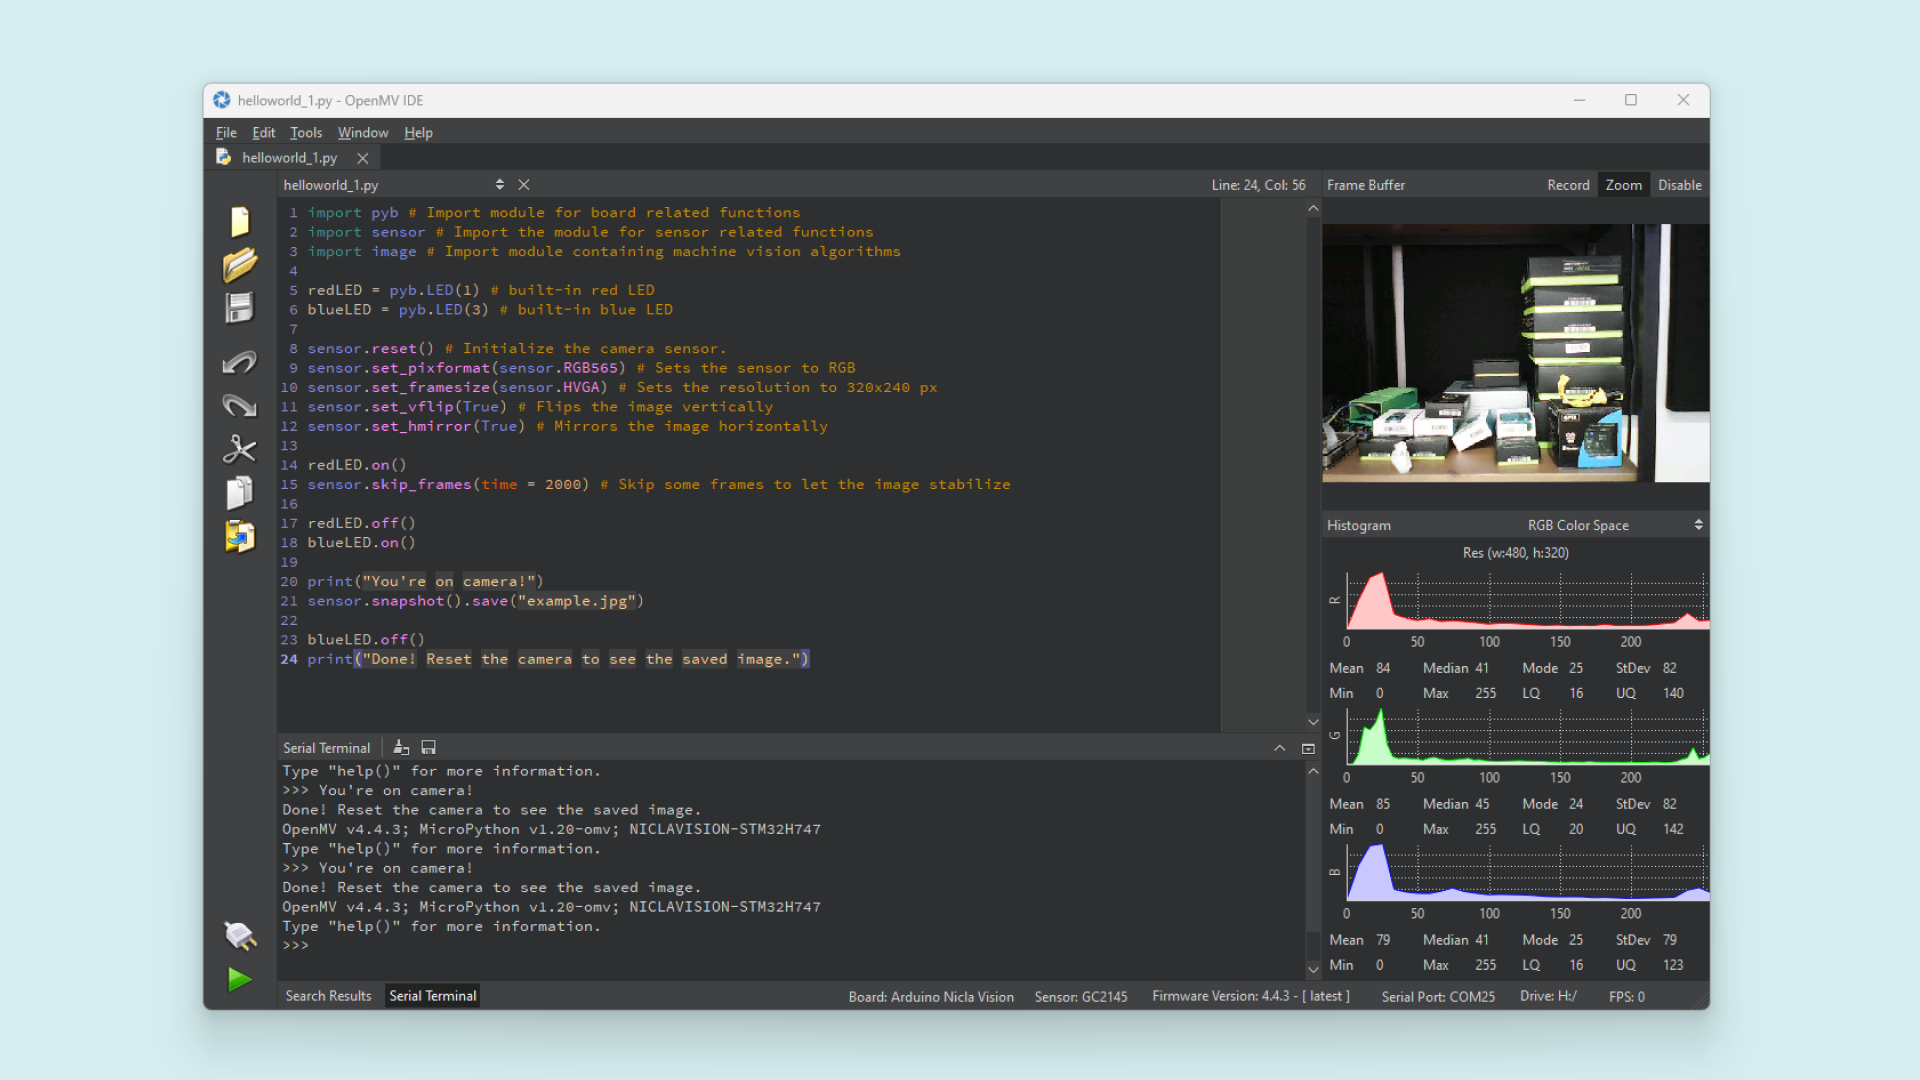 helloworld_1.py - OpenMV IDE
File Edit Tools Window Help
helloworld_1.py
helloworld_1.py Line: 24, Col: 56 Frame Buffer Record Zoom Disable
1 import pyb # Import module for board related functions
2 import sensor # Import the module for sensor related functions
3 import image # Import module containing machine vision algorithms
4
5 redLED = pyb.LED(1) # built-in red LED
6 blueLED = pyb.LED(3) # built-in blue LED
7
8 sensor.reset() # Initialize the camera sensor.
9 sensor.set_pixformat(sensor.RGB565) # Sets the sensor to RGB
10 sensor.set_framesize(sensor.HVGA) # Sets the resolution to 320x240 px
11 sensor.set_vflip(True) # Flips the image vertically
12 sensor.set_hmirror(True) # Mirrors the image horizontally
13
14 redLED.on()
15 sensor.skip_frames(time = 2000) # Skip some frames to let the image stabilize
16
17 redLED.off()
18 blueLED.on()
19
20 print("You're on camera!")
21 sensor.snapshot().save("example.jpg")
22
23 blueLED.off()
24 print("Done! Reset the camera to see the saved image.")
Serial Terminal
Type "help()" for more information.
>>> You're on camera!
Done! Reset the camera to see the saved image.
OpenMV v4.4.3; MicroPython v1.20-omv; NICLAVISION-STM32H747
Type "help()" for more information.
>>> You're on camera!
Done! Reset the camera to see the saved image.
OpenMV v4.4.3; MicroPython v1.20-omv; NICLAVISION-STM32H747
Type "help()" for more information.
>>>
Histogram RGB Color Space
Res (w:480, h:320)
R
0 50 100 150 200
Mean 84 Median 41 Mode 25 StDev 82
Min 0 Max 255 LQ 16 UQ 140
G
0 50 100 150 200
Mean 85 Median 45 Mode 24 StDev 82
Min 0 Max 255 LQ 20 UQ 142
B
0 50 100 150 200
Mean 79 Median 41 Mode 25 StDev 79
Min 0 Max 255 LQ 16 UQ 123
Search Results Serial Terminal Board: Arduino Nicla Vision Sensor: GC2145 Firmware Version: 4.4.3 - [ latest ] Serial Port: COM25 Drive: H:/ FPS: 0